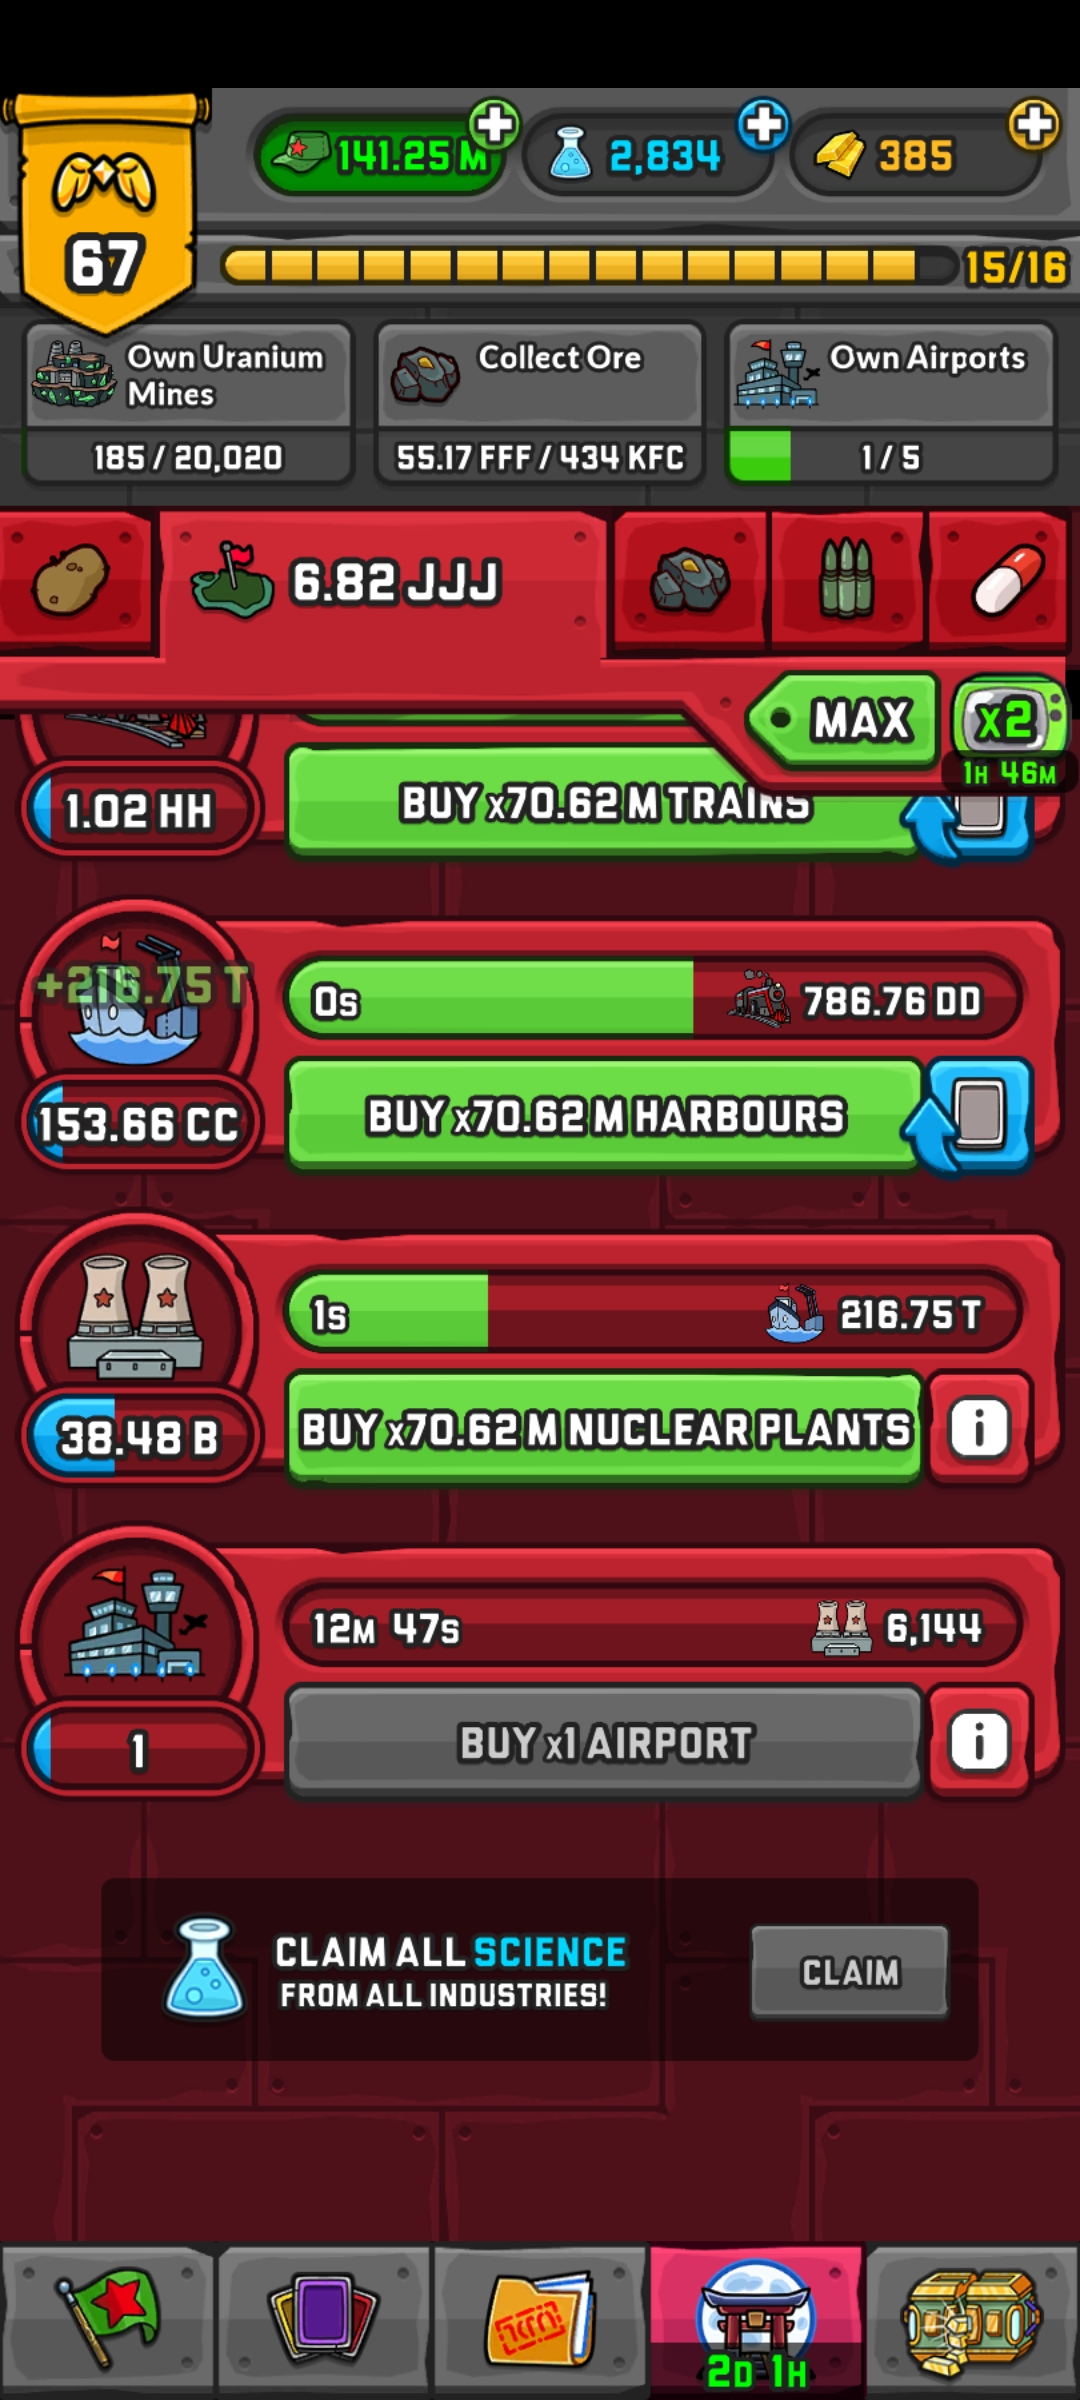 141.25 M
2,834
385
67
15/16
Own Uranium
Mines
Collect Ore
Own Airports
185 / 20,020
55.17 FFF / 434 KFC
1 / 5
6.82 JJJ
MAX
x2
1H 46M
1.02 HH
BUY x70.62 M TRAINS
+216.75 T
0s
786.76 DD
153.66 CC
BUY x70.62 M HARBOURS
1s
216.75 T
38.48 B
BUY x70.62 M NUCLEAR PLANTS
i
12M 47s
6,144
1
BUY x1 AIRPORT
i
CLAIM ALL SCIENCE
FROM ALL INDUSTRIES!
CLAIM
2D 1H